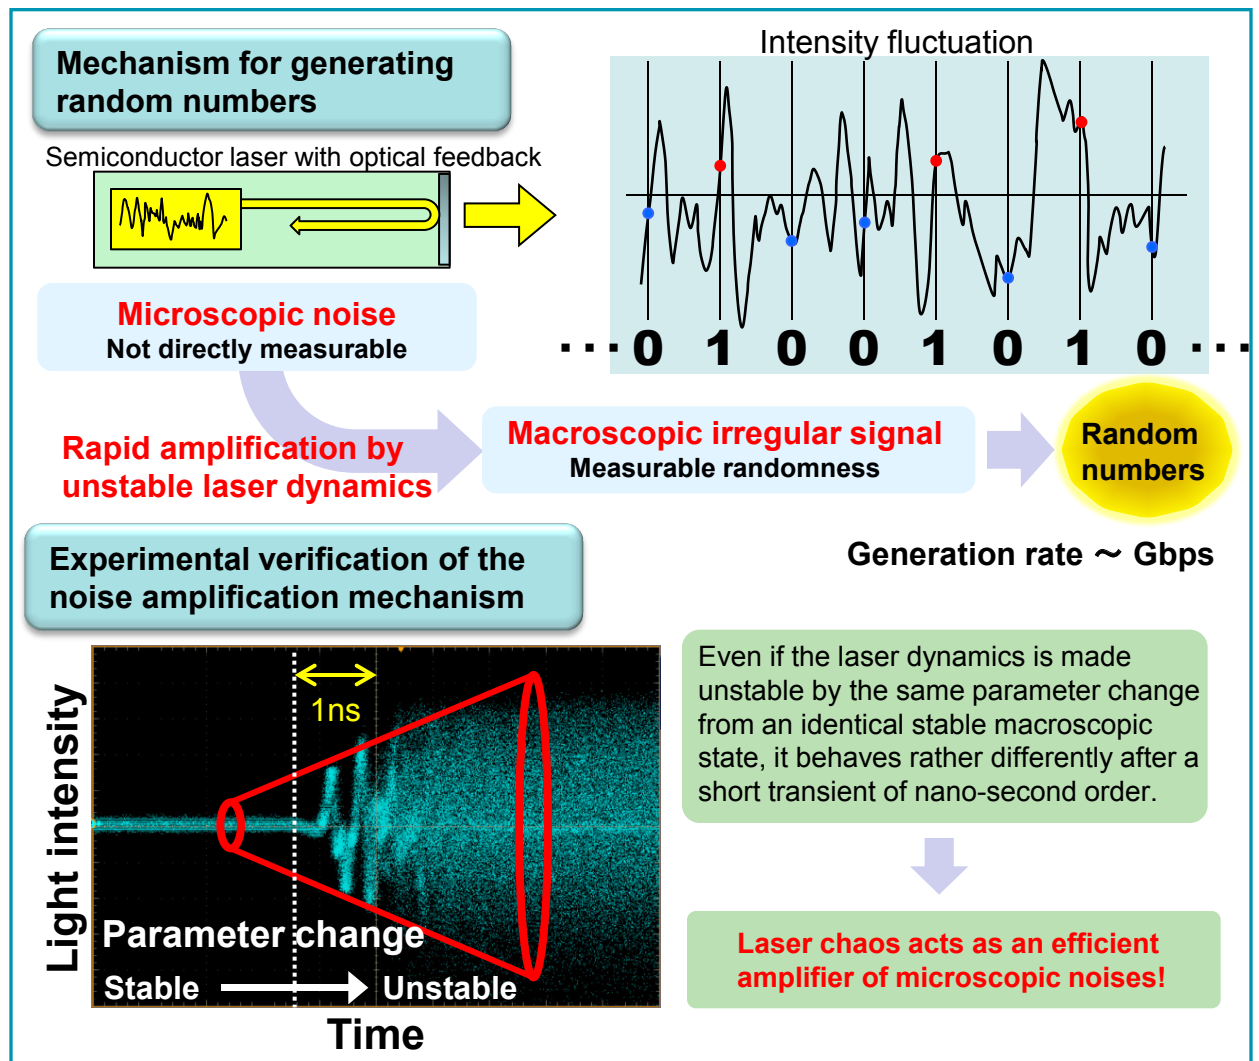 Mechanism for generating
random numbers
Semiconductor laser with optical feedback
Intensity fluctuation
Microscopic noise
Not directly measurable
··· 0 1 0 0 1 0 1 0 ···
Rapid amplification by
unstable laser dynamics
Macroscopic irregular signal
Measurable randomness
Random
numbers
Generation rate ~ Gbps
Experimental verification of the
noise amplification mechanism
Light intensity
1ns
Parameter change
Stable
Unstable
Time
Even if the laser dynamics is made
unstable by the same parameter change
from an identical stable macroscopic
state, it behaves rather differently after a
short transient of nano-second order.
Laser chaos acts as an efficient
amplifier of microscopic noises!